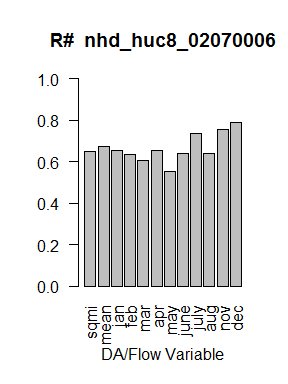 R#  nhd_huc8_02070006
1.0
0.8
0.6
0.4
0.2
0.0
sqmi
mean
jan
feb
mar
apr
may
june
july
aug
nov
dec
DA/Flow Variable